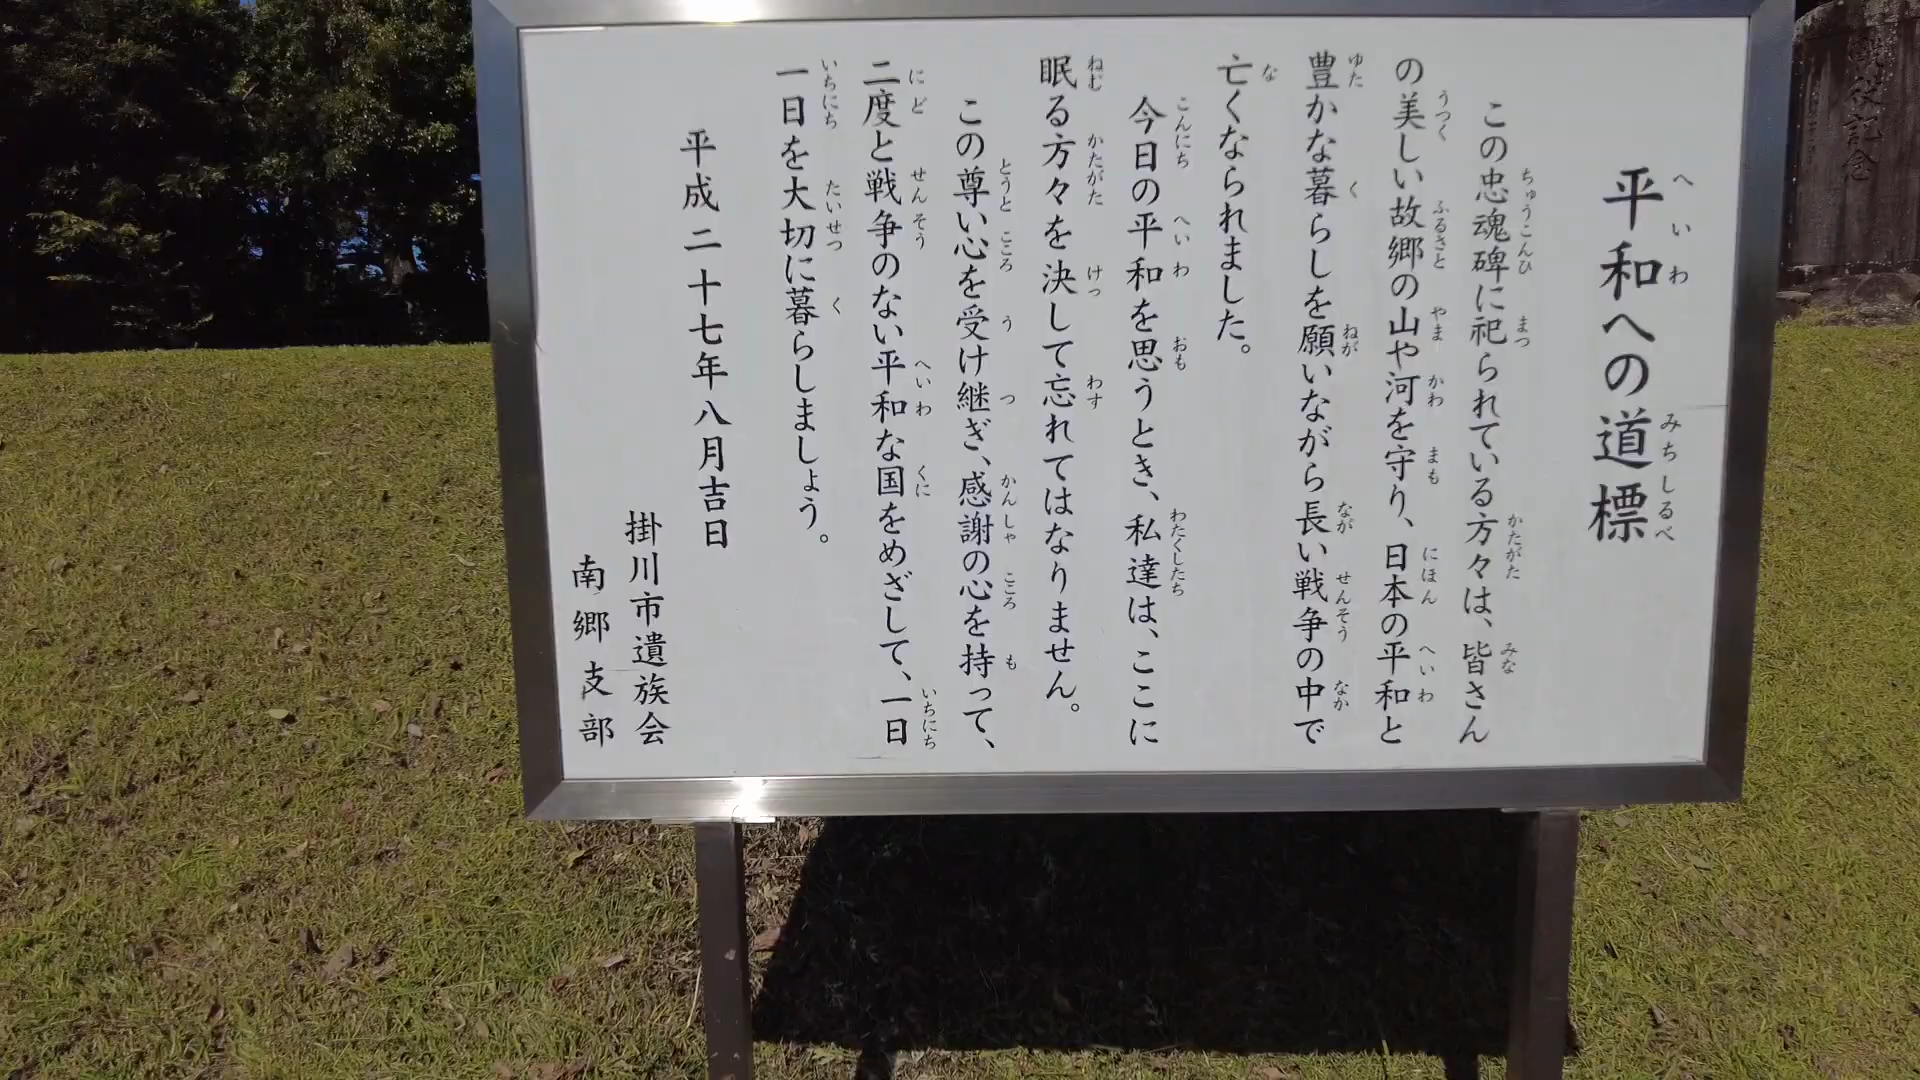 平和への道標
この忠魂碑に祀られている方々は、皆さん
の美しい故郷の山や河を守り、日本の平和と
豊かな暮らしを願いながら長い戦争の中で
亡くなられました。
今日の平和を思うとき、私達は、ここに
眠る方々を決して忘れてはなりません。
この尊い心を受け継ぎ、感謝の心を持って、
二度と戦争のない平和な国をめざして、一日
一日を大切に暮らしましょう。
平成二十七年八月吉日
掛川市遺族会
南郷支部
役記念